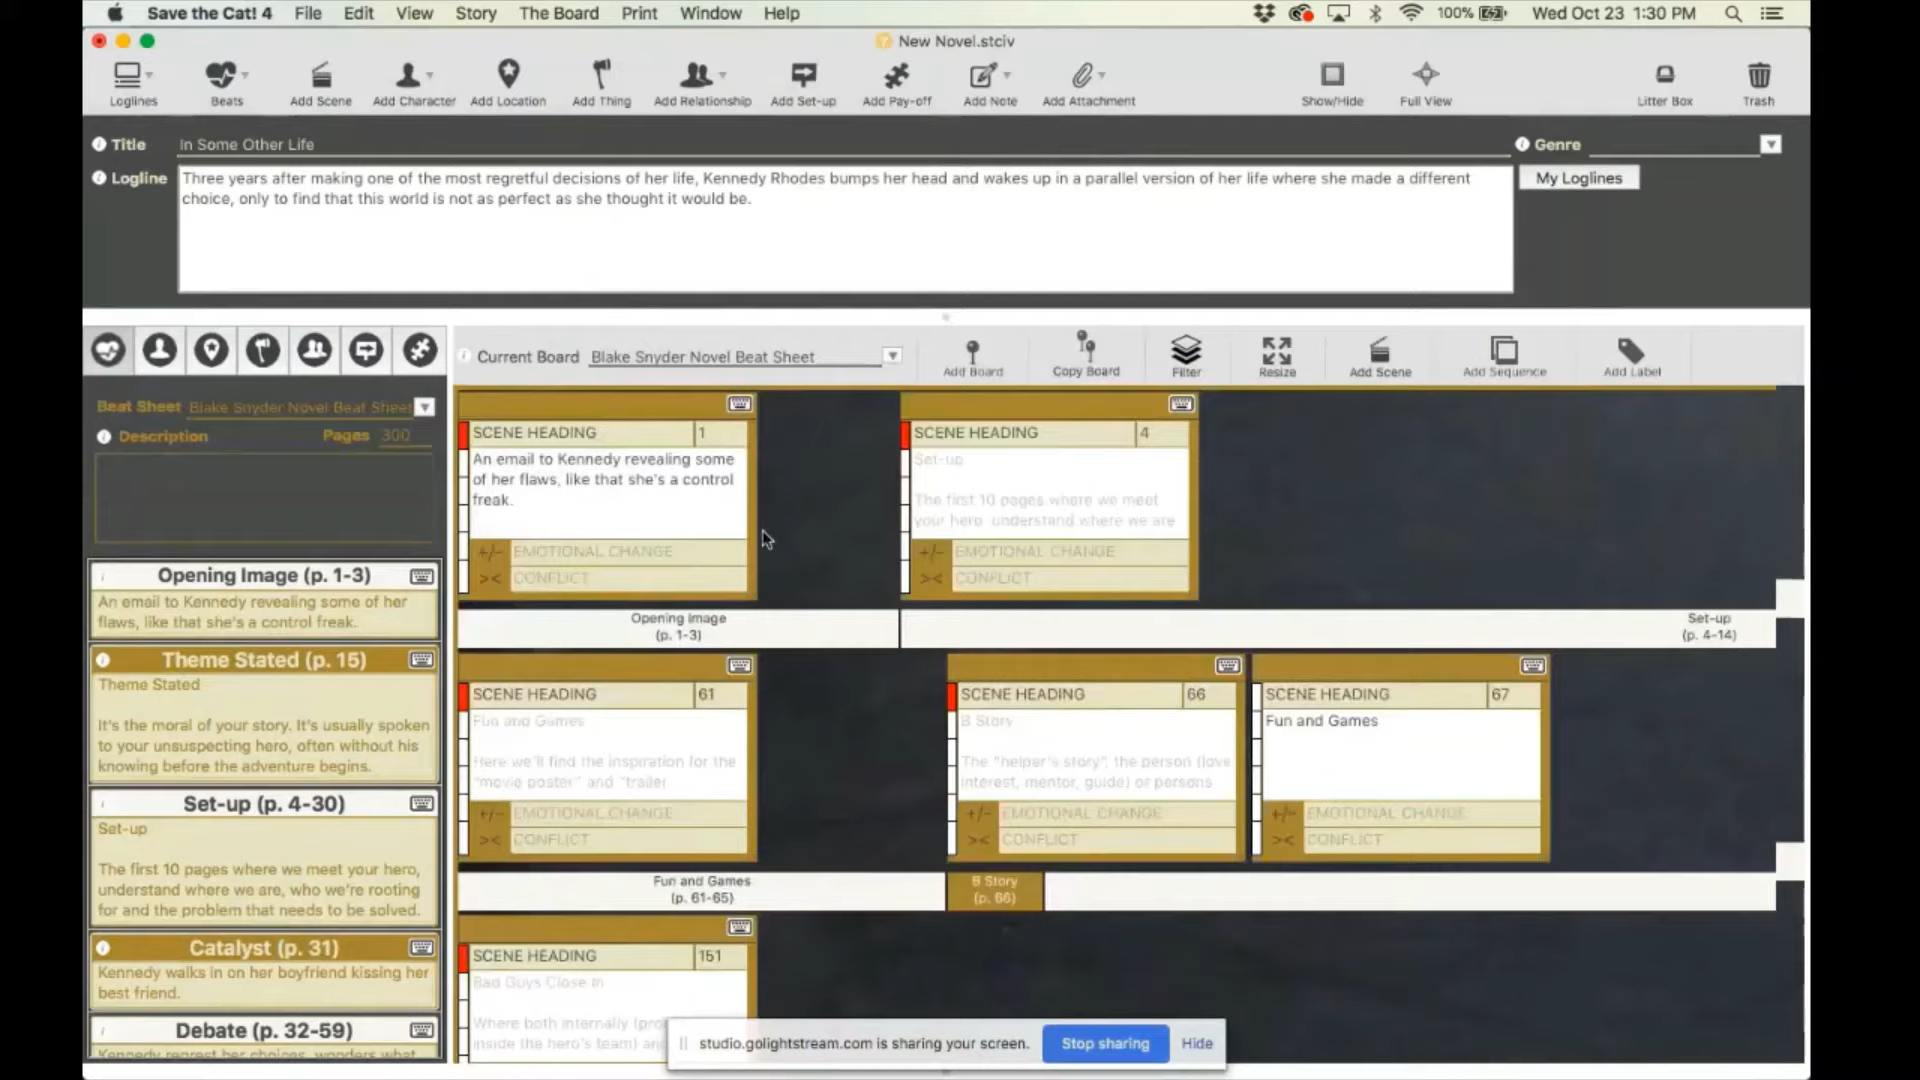 Save the Cat! 4 File Edit View Story The Board Print Window Help 100% Wed Oct 23 1:30 PM
New Novel.stciv
Loglines Beats Add Scene Add Character Add Location Add Thing Add Relationship Add Set-up Add Pay-off Add Note Add Attachment Show/Hide Full View Litter Box Trash
Title In Some Other Life Genre
Logline Three years after making one of the most regretful decisions of her life, Kennedy Rhodes bumps her head and wakes up in a parallel version of her life where she made a different My Loglines
choice, only to find that this world is not as perfect as she thought it would be.
Current Board Blake Snyder Novel Beat Sheet Add Board Copy Board Filter Resize Add Scene Add Sequence Add Label
Beat Sheet Blake Snyder Novel Beat Sheet
Description Pages 300
Opening Image (p. 1-3)
An email to Kennedy revealing some of her
flaws, like that she's a control freak.
Theme Stated (p. 15)
Theme Stated
It's the moral of your story. It's usually spoken
to your unsuspecting hero, often without his
knowing before the adventure begins.
Set-up (p. 4-30)
Set-up
The first 10 pages where we meet your hero,
understand where we are, who we're rooting
for and the problem that needs to be solved.
Catalyst (p. 31)
Kennedy walks in on her boyfriend kissing her
best friend.
Debate (p. 32-59)
Kennedy regrets her choices, wonders what
SCENE HEADING 1
An email to Kennedy revealing some
of her flaws, like that she's a control
freak.
+/- EMOTIONAL CHANGE
>< CONFLICT
SCENE HEADING 4
Set-up
The first 10 pages where we meet
your hero, understand where we are
+/- EMOTIONAL CHANGE
>< CONFLICT
Opening Image
(p. 1-3)
Set-up
(p. 4-14)
SCENE HEADING 61
Fun and Games
Here we'll find the inspiration for the
"movie poster" and "trailer
+/- EMOTIONAL CHANGE
>< CONFLICT
SCENE HEADING 66
B Story
The "helper's story", the person (love
interest, mentor, guide) or persons
+/- EMOTIONAL CHANGE
>< CONFLICT
SCENE HEADING 67
Fun and Games
+/- EMOTIONAL CHANGE
>< CONFLICT
Fun and Games
(p. 61-65)
B Story
(p. 66)
SCENE HEADING 151
Bad Guys Close In
Where both internally
inside the hero's team)
studio.golightstream.com is sharing your screen. Stop sharing Hide